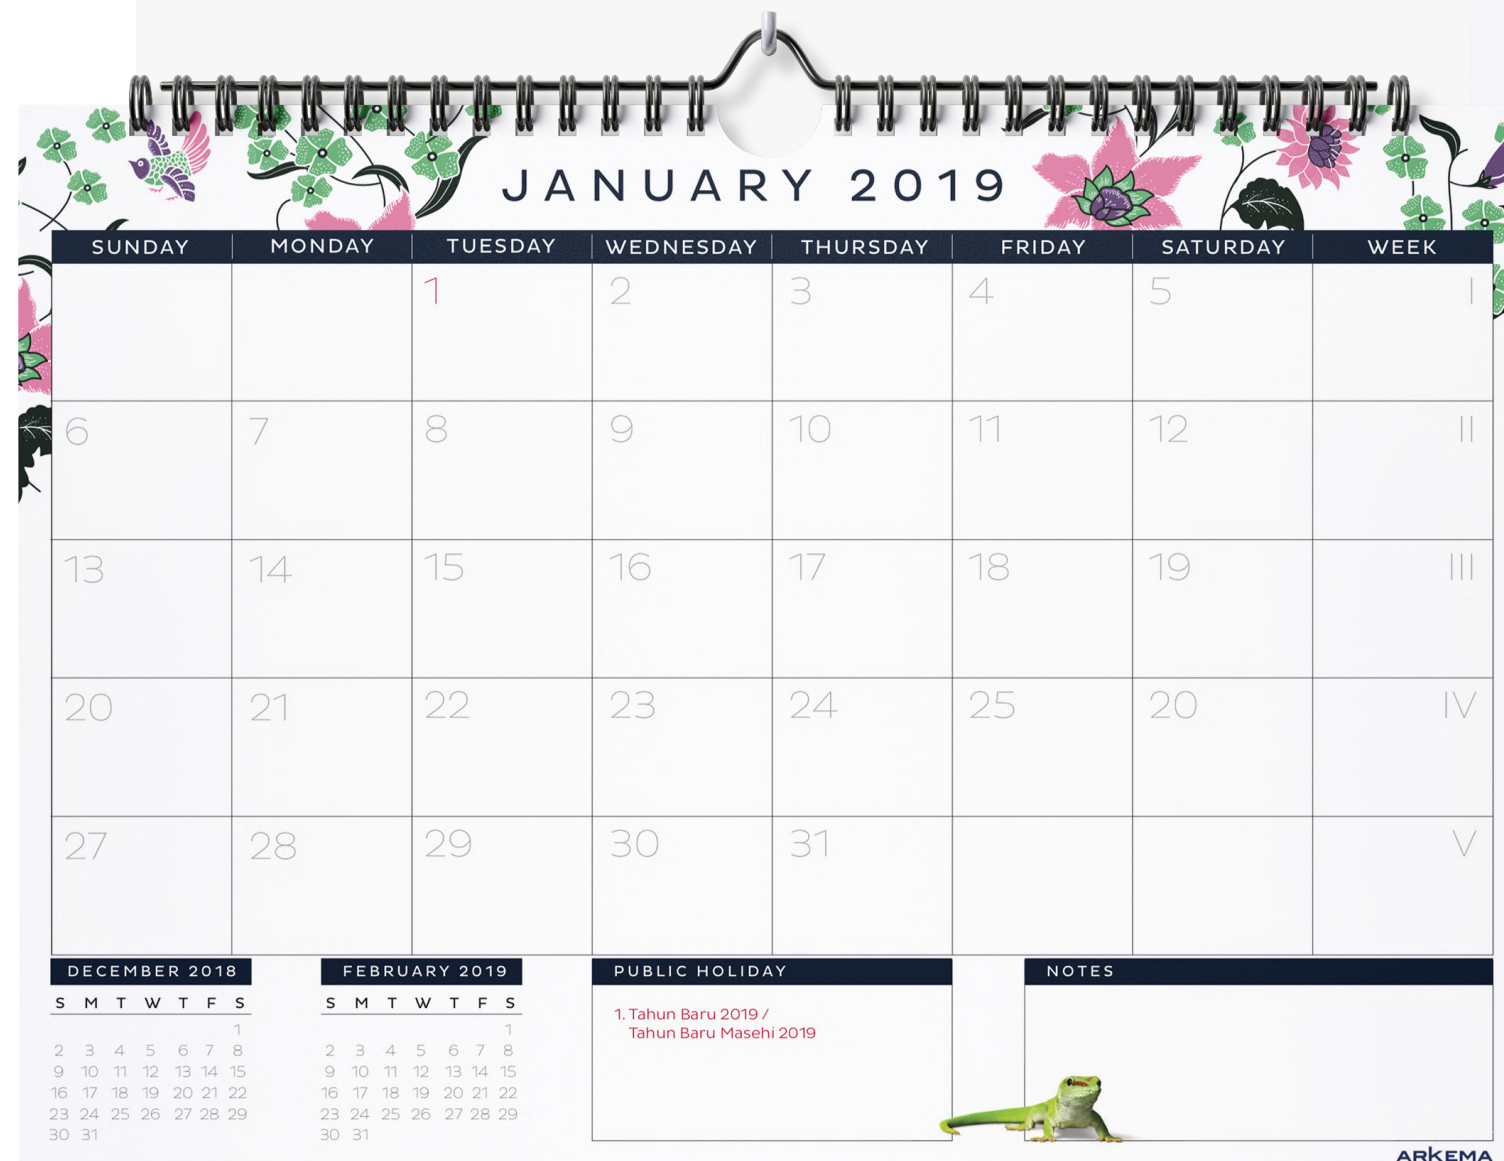 JANUARY 2019
SUNDAY MONDAY TUESDAY WEDNESDAY THURSDAY FRIDAY SATURDAY WEEK
1 2 3 4 5 I
6 7 8 9 10 11 12 II
13 14 15 16 17 18 19 III
20 21 22 23 24 25 20 IV
27 28 29 30 31 V
DECEMBER 2018
S M T W T F S
1
2 3 4 5 6 7 8
9 10 11 12 13 14 15
16 17 18 19 20 21 22
23 24 25 26 27 28 29
30 31
FEBRUARY 2019
S M T W T F S
1
2 3 4 5 6 7 8
9 10 11 12 13 14 15
16 17 18 19 20 21 22
23 24 25 26 27 28 29
30 31
PUBLIC HOLIDAY
1. Tahun Baru 2019 /
Tahun Baru Masehi 2019
NOTES
ARKEMA